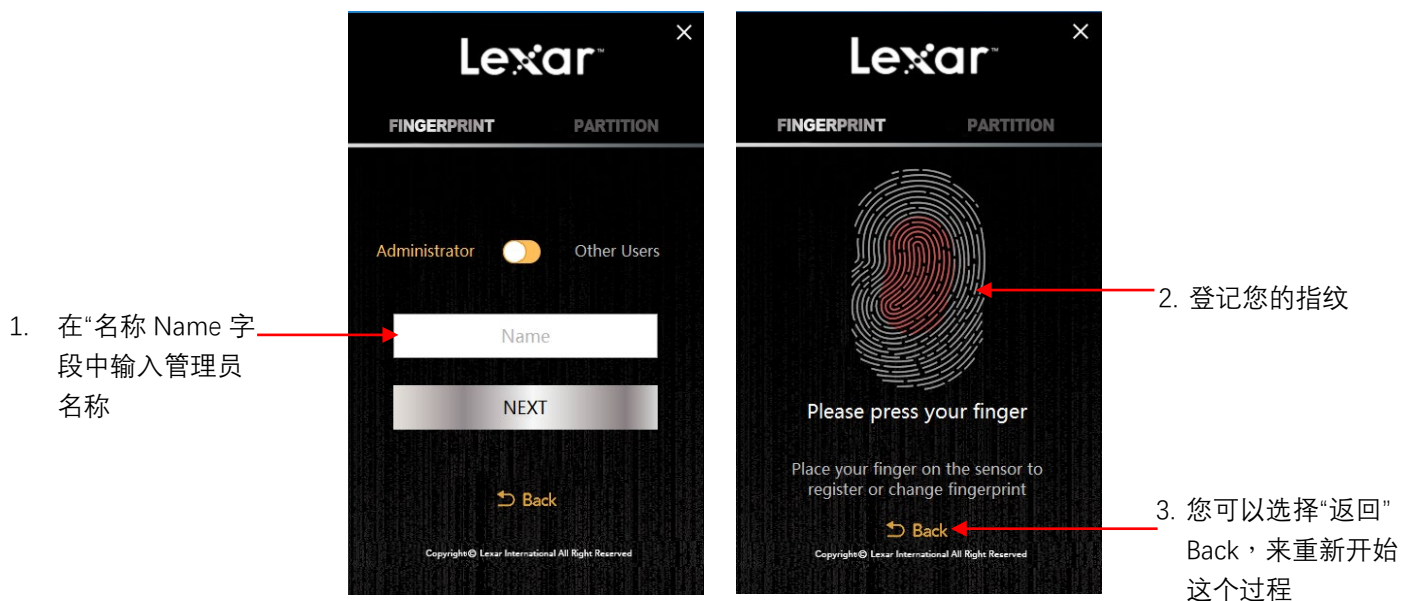 1. 在“名称 Name 字
段中输入管理员
名称
Lexar™
FINGERPRINT PARTITION
Administrator Other Users
Name
NEXT
Back
Copyright© Lexar International All Right Reserved
Lexar™
FINGERPRINT PARTITION
Please press your finger
Place your finger on the sensor to
register or change fingerprint
Back
Copyright© Lexar International All Right Reserved
2. 登记您的指纹
3. 您可以选择“返回”
Back，来重新开始
这个过程